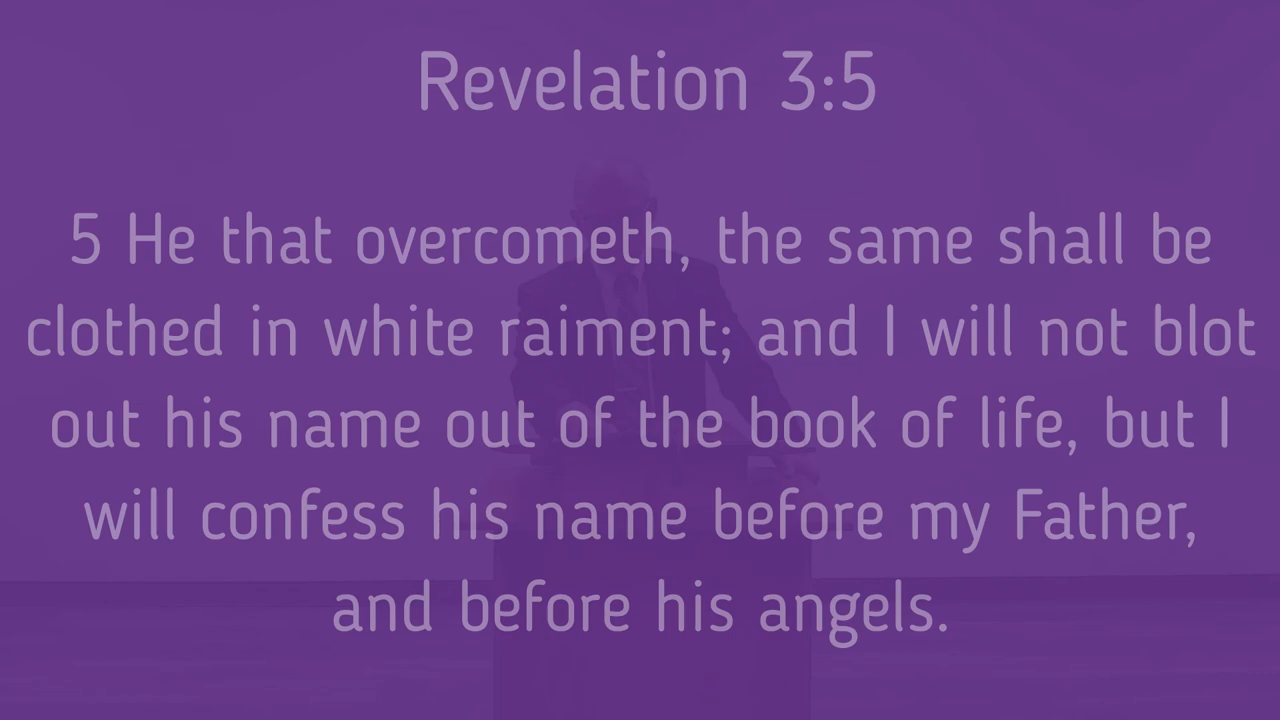 Revelation 3:5
5 He that overcometh, the same shall be
clothed in white raiment; and I will not blot
out his name out of the book of life, but I
will confess his name before my Father,
and before his angels.